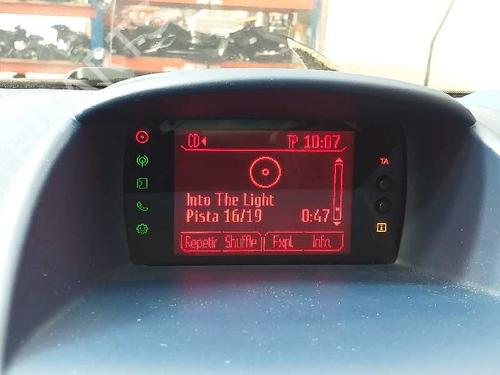 CD
TP 10:07
TA
Into The Light
Pista 16/19 0:47
Repetir Shuffle Expl. Info.